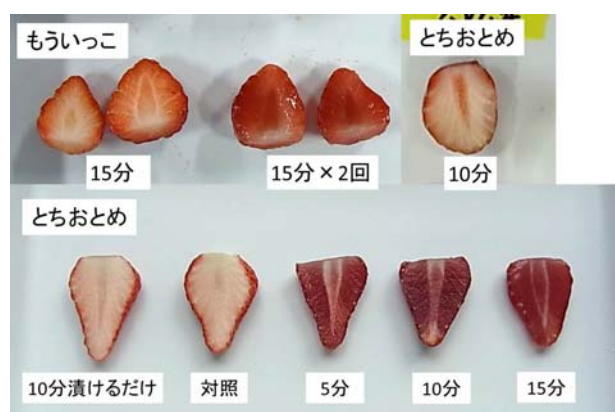 もういっこ
とちおとめ
15分
15分×2回
10分
とちおとめ
10分漬けるだけ
対照
5分
10分
15分